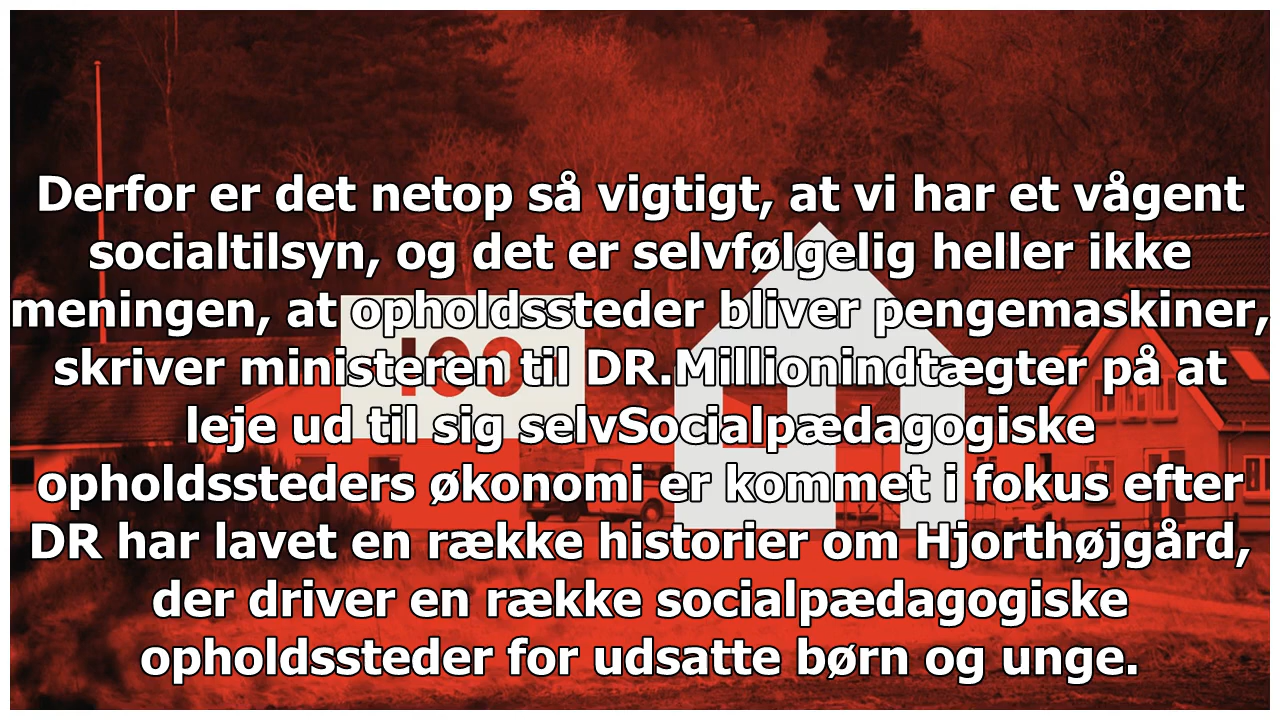 Derfor er det netop så vigtigt, at vi har et vågent
socialtilsyn, og det er selvfølgelig heller ikke
meningen, at opholdssteder bliver pengemaskiner,
skriver ministeren til DR.Millionindtægter på at
leje ud til sig selvSocialpædagogiske
opholdssteders økonomi er kommet i fokus efter
DR har lavet en række historier om Hjorthøjgård,
der driver en række socialpædagogiske
opholdssteder for udsatte børn og unge.
100